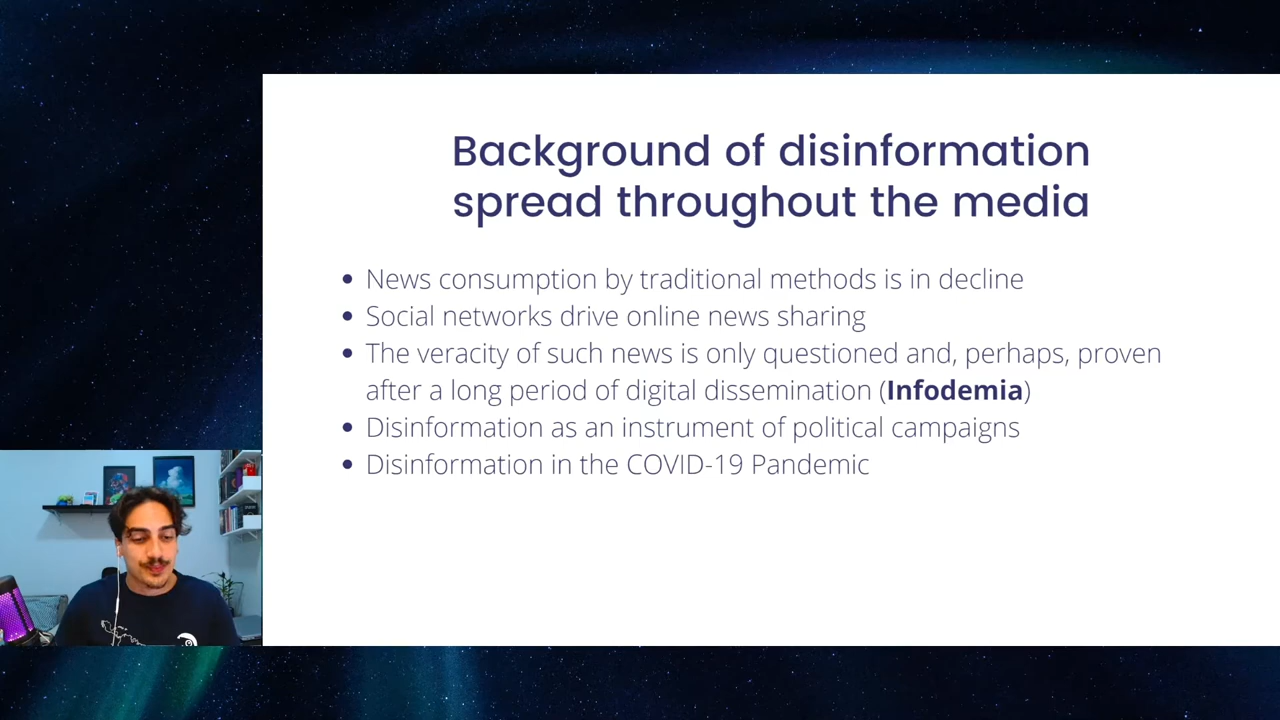 Background of disinformation
spread throughout the media
• News consumption by traditional methods is in decline
• Social networks drive online news sharing
• The veracity of such news is only questioned and, perhaps, proven
after a long period of digital dissemination (Infodemia)
• Disinformation as an instrument of political campaigns
• Disinformation in the COVID-19 Pandemic